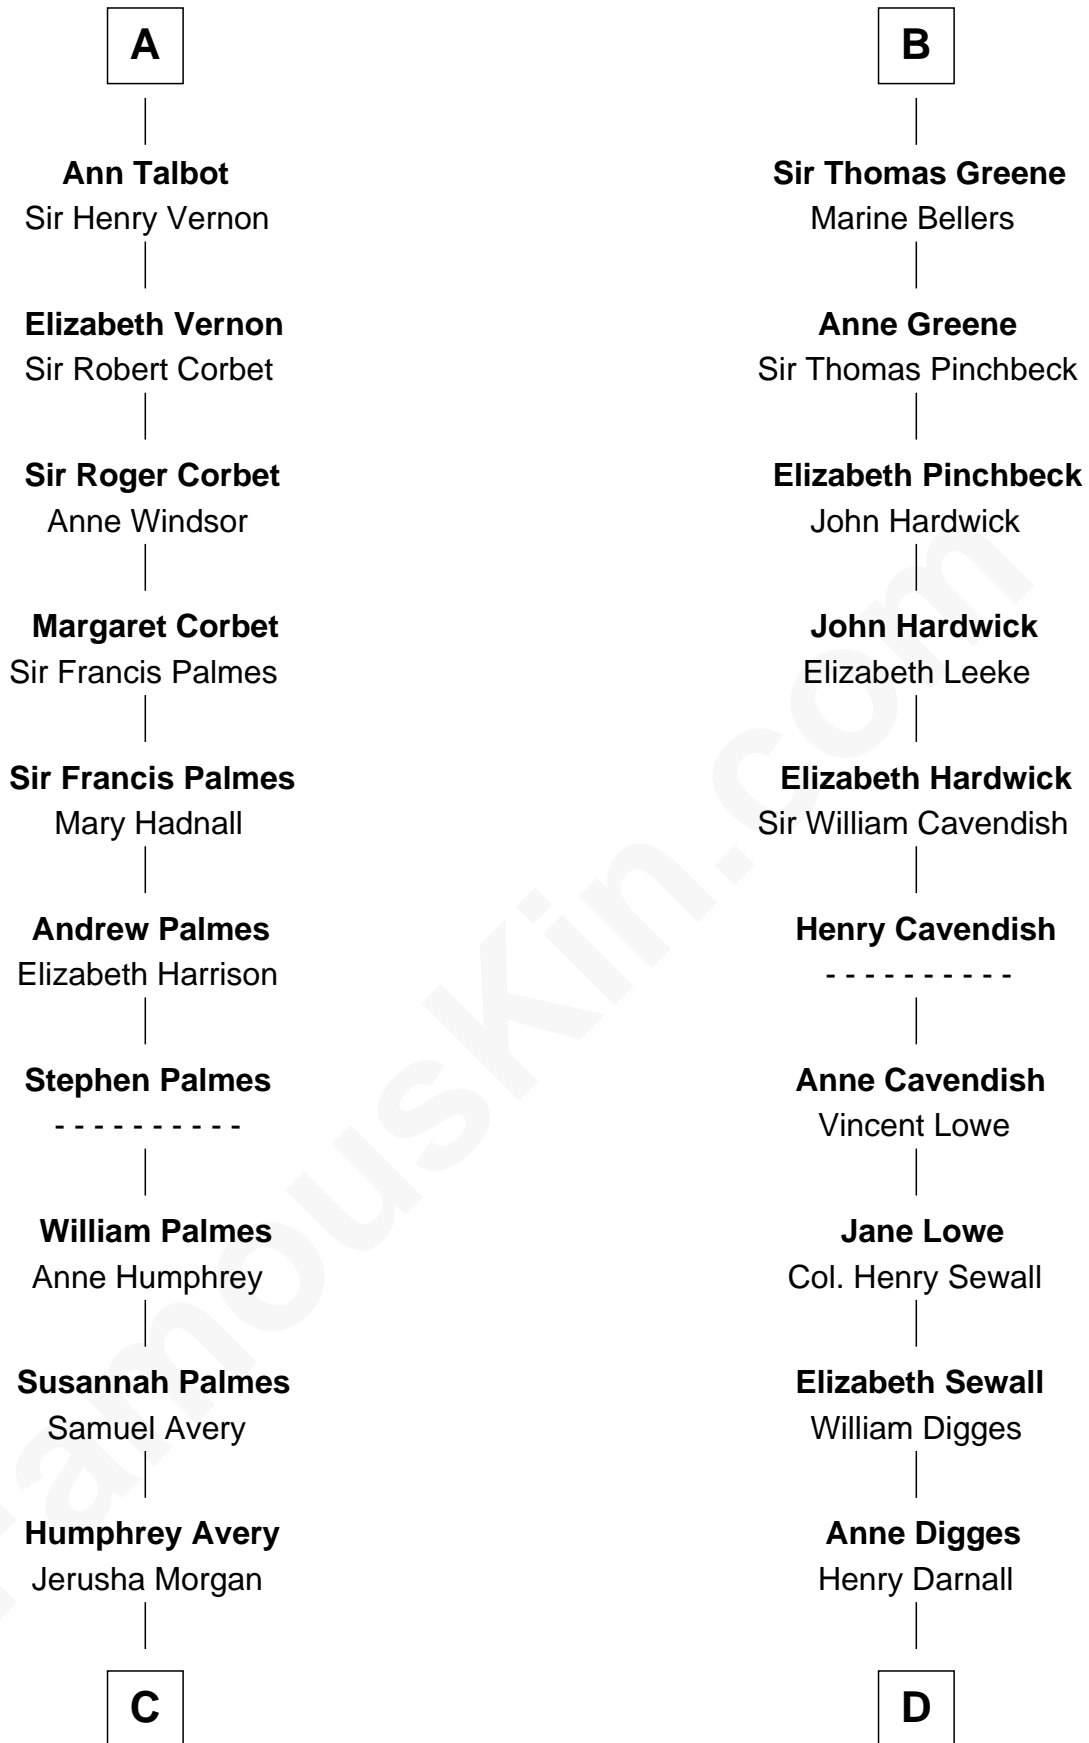 A
Ann Talbot
Sir Henry Vernon
Elizabeth Vernon
Sir Robert Corbet
Sir Roger Corbet
Anne Windsor
Margaret Corbet
Sir Francis Palmes
Sir Francis Palmes
Mary Hadnall
Andrew Palmes
Elizabeth Harrison
Stephen Palmes
- - - - - - - - - -
William Palmes
Anne Humphrey
Susannah Palmes
Samuel Avery
Humphrey Avery
Jerusha Morgan
C
B
Sir Thomas Greene
Marine Bellers
Anne Greene
Sir Thomas Pinchbeck
Elizabeth Pinchbeck
John Hardwick
John Hardwick
Elizabeth Leeke
Elizabeth Hardwick
Sir William Cavendish
Henry Cavendish
- - - - - - - - - -
Anne Cavendish
Vincent Lowe
Jane Lowe
Col. Henry Sewall
Elizabeth Sewall
William Digges
Anne Digges
Henry Darnall
D
FamousKin.com